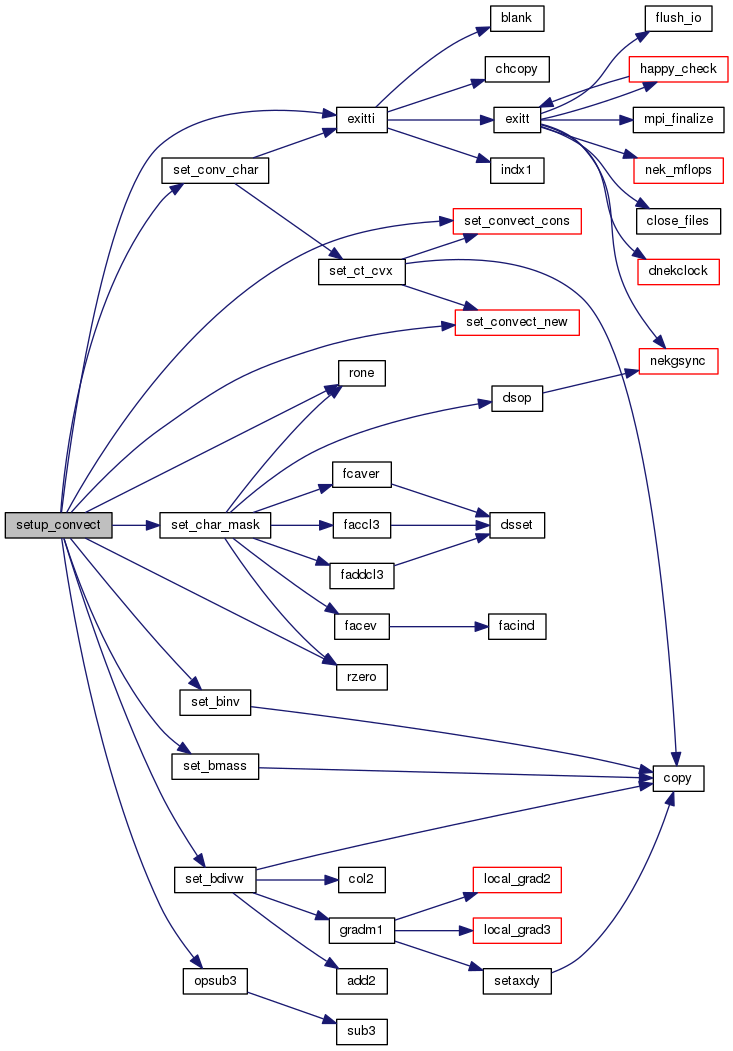 blank
flush_io
chcopy
happy_check
exitti
exitt
mpi_finalize
set_conv_char
indx1
nek_mflops
set_convect_cons
close_files
set_ct_cvx
dnekclock
set_convect_new
nekgsync
rone
dsop
fcaver
setup_convect
set_char_mask
faccl3
dsset
faddcl3
facev
facind
rzero
set_binv
set_bmass
copy
set_bdivw
col2
local_grad2
gradm1
local_grad3
opsub3
add2
setaxdy
sub3